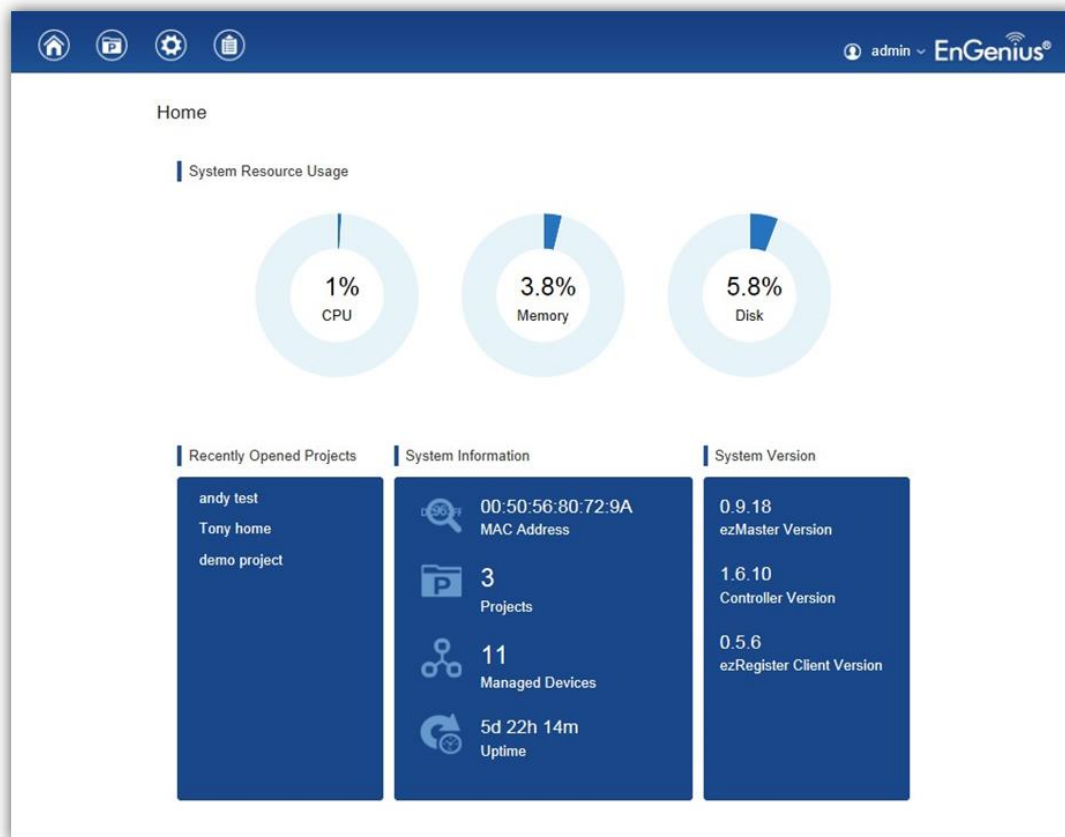 admin
EnGenius®
Home
System Resource Usage
1%
CPU
3.8%
Memory
5.8%
Disk
Recently Opened Projects
andy test
Tony home
demo project
System Information
00:50:56:80:72:9A
MAC Address
P
3
Projects
11
Managed Devices
5d 22h 14m
Uptime
System Version
0.9.18
ezMaster Version
1.6.10
Controller Version
0.5.6
ezRegister Client Version